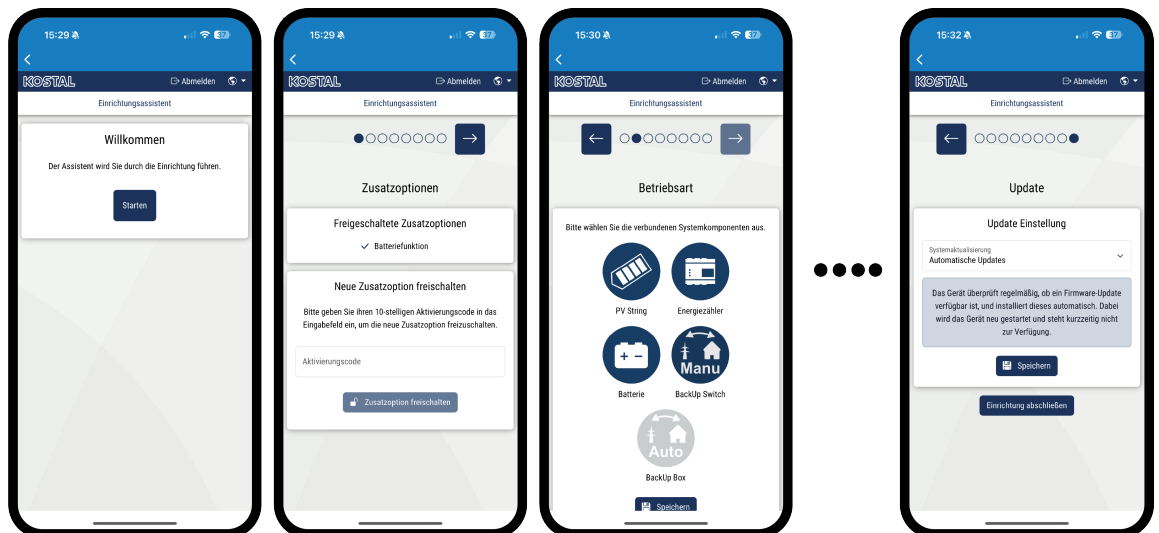 15:29
37
KOSTAL
Abmelden
Einrichtungsassistent
Willkommen
Der Assistent wird Sie durch die Einrichtung führen.
Starten
15:29
37
KOSTAL
Abmelden
Einrichtungsassistent
Zusatzoptionen
Freigeschaltete Zusatzoptionen
Batteriefunktion
Neue Zusatzoption freischalten
Bitte geben Sie ihren 10-stelligen Aktivierungscode in das
Eingabefeld ein, um die neue Zusatzoption freizuschalten.
Aktivierungscode
Zusatzoption freischalten
15:30
37
KOSTAL
Abmelden
Einrichtungsassistent
Betriebsart
Bitte wählen Sie die verbundenen Systemkomponenten aus.
PV String
Energiezähler
Manu
Batterie
BackUp Switch
Auto
BackUp Box
Speichern
15:32
37
KOSTAL
Abmelden
Einrichtungsassistent
Update
Update Einstellung
Systemaktualisierung
Automatische Updates
Das Gerät überprüft regelmäßig, ob ein Firmware-Update
verfügbar ist, und installiert dieses automatisch. Dabei
wird das Gerät neu gestartet und steht kurzzeitig nicht
zur Verfügung.
Speichern
Einrichtung abschließen